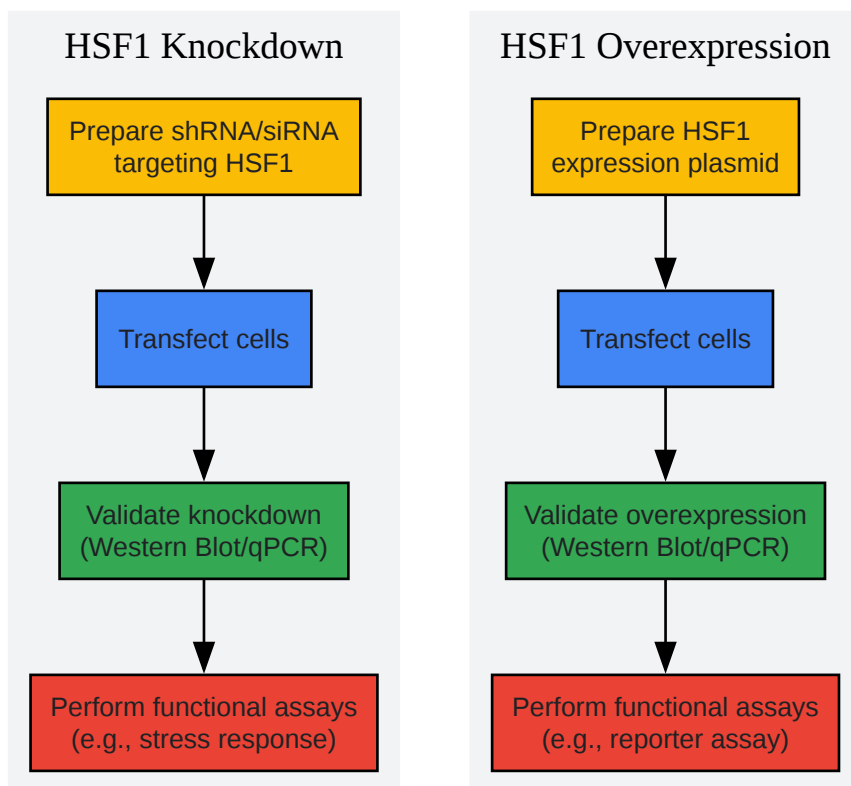 HSF1 Knockdown
Prepare shRNA/siRNA
targeting HSF1
Transfect cells
Validate knockdown
(Western Blot/qPCR)
Perform functional assays
(e.g., stress response)
HSF1 Overexpression
Prepare HSF1
expression plasmid
Transfect cells
Validate overexpression
(Western Blot/qPCR)
Perform functional assays
(e.g., reporter assay)